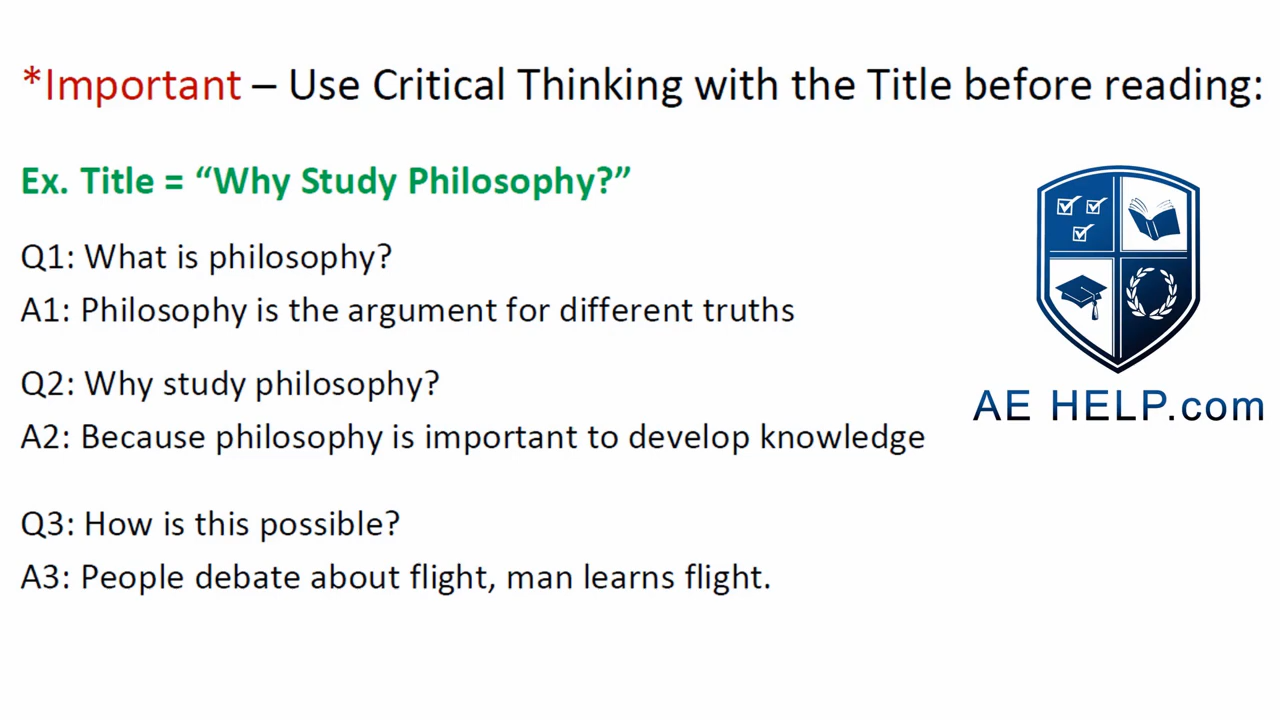 *Important – Use Critical Thinking with the Title before reading:
Ex. Title = “Why Study Philosophy?”
Q1: What is philosophy?
A1: Philosophy is the argument for different truths
Q2: Why study philosophy?
A2: Because philosophy is important to develop knowledge
Q3: How is this possible?
A3: People debate about flight, man learns flight.
AE HELP.com